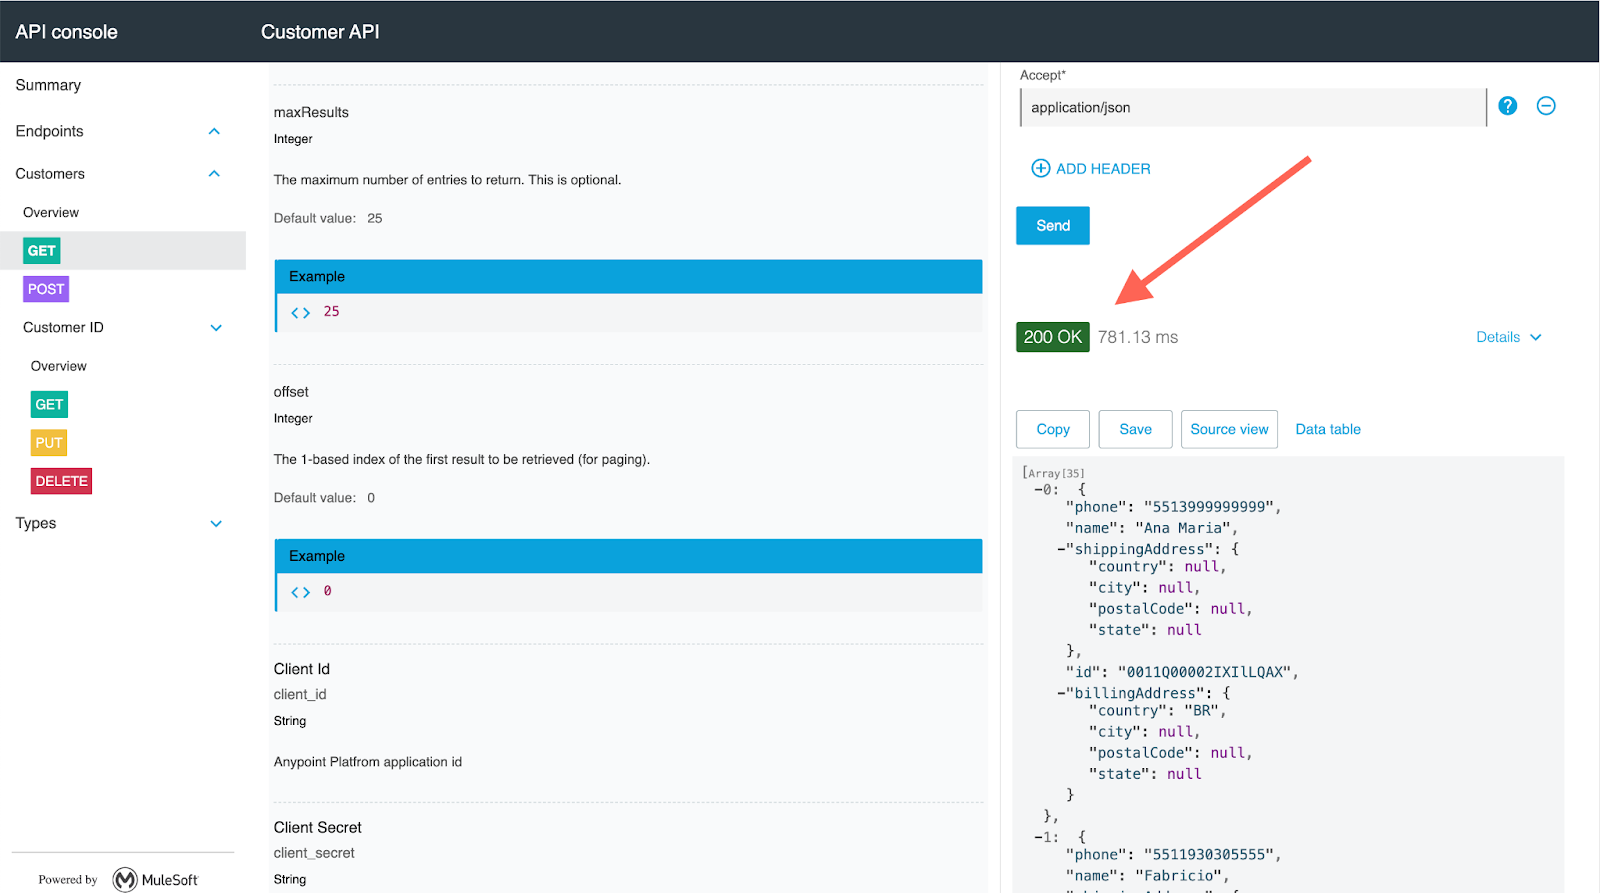 API console
Customer API
Summary
Endpoints
Customers
Overview
GET
POST
Customer ID
Overview
GET
PUT
DELETE
Types
Powered by MuleSoft
maxResults
Integer
The maximum number of entries to return. This is optional.
Default value: 25
Example
<> 25
offset
Integer
The 1-based index of the first result to be retrieved (for paging).
Default value: 0
Example
<> 0
Client Id
client_id
String
Anypoint Platfrom application id
Client Secret
client_secret
String
Accept*
application/json
ADD HEADER
Send
200 OK 781.13 ms
Details
Copy Save Source view Data table
[Array[35]
-0: {
"phone": "5513999999999",
"name": "Ana Maria",
-"shippingAddress": {
"country": null,
"city": null,
"postalCode": null,
"state": null
},
"id": "0011Q00002IXIlLQAX",
-"billingAddress": {
"country": "BR",
"city": null,
"postalCode": null,
"state": null
}
},
-1: {
"phone": "5511930305555",
"name": "Fabricio",